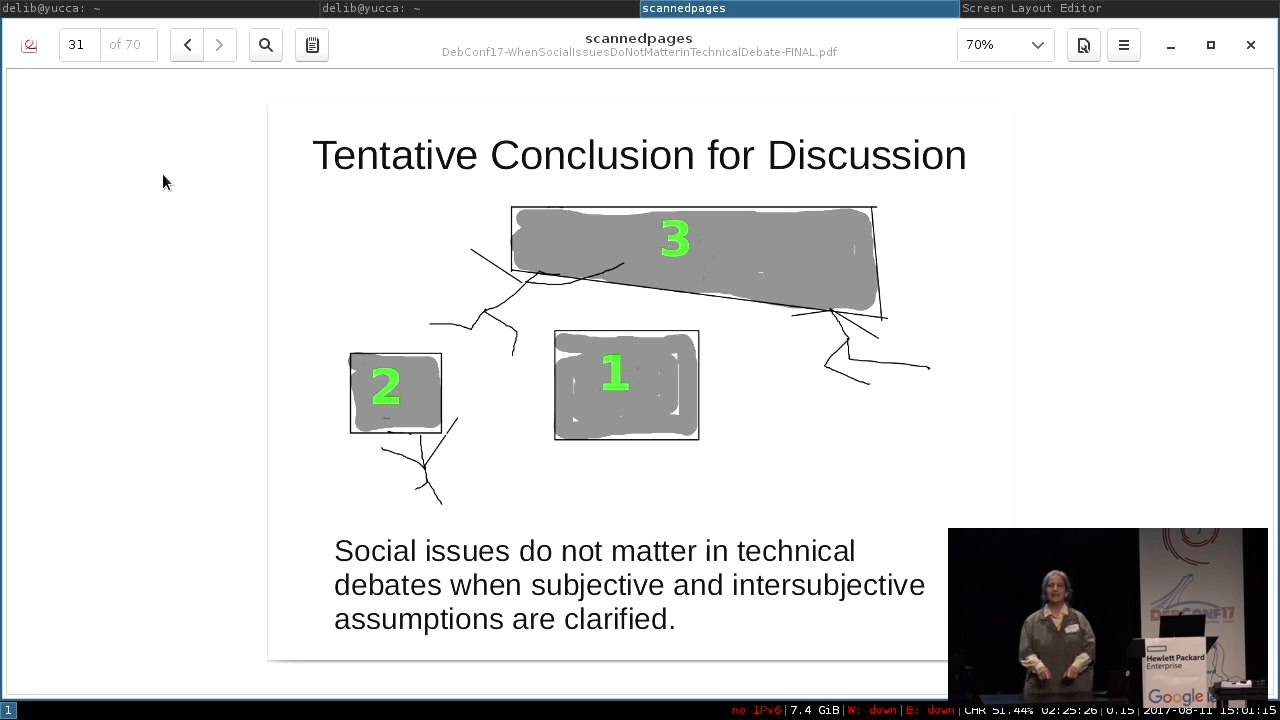 delib@yucca: ~
delib@yucca: ~
scannedpages
Screen Layout Editor
31
of 70
scannedpages
DebConf17-WhenSocialIssuesDoNotMatterinTechnicalDebate-FINAL.pdf
70%
Tentative Conclusion for Discussion
3
2
1
Social issues do not matter in technical
debates when subjective and intersubjective
assumptions are clarified.
DEBCONF17
Hewlett Packard
Enterprise
Google
1
no IPv6|7.4 GiB|W: down|E: down|CHR 51.44% 02:25:26|0.15|2017-08-11 15:01:15